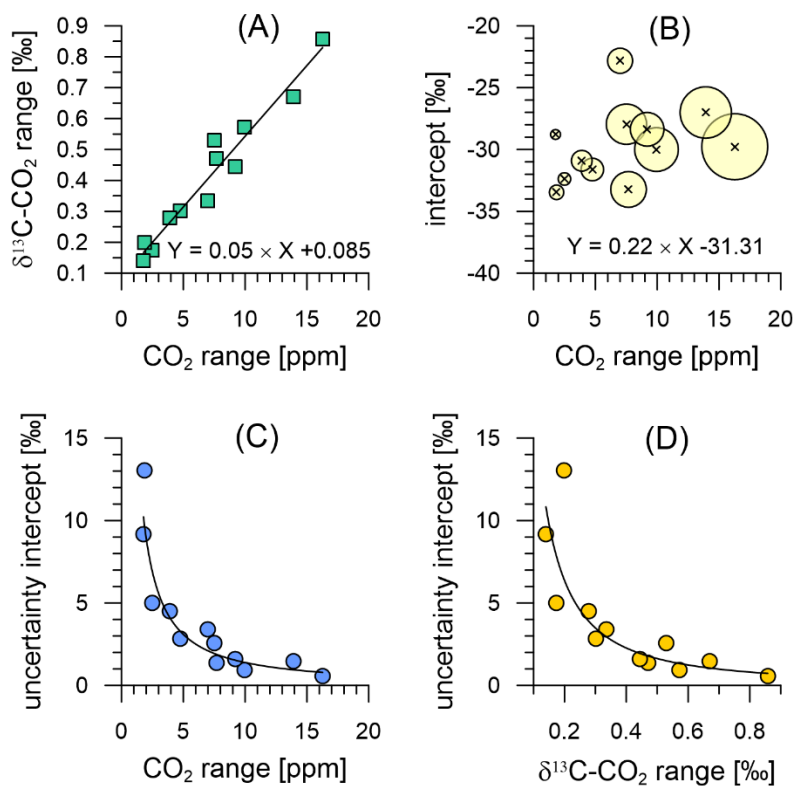 (A)
δ¹³C-CO₂ range [‰]
0.9
0.8
0.7
0.6
0.5
0.4
0.3
0.2
0.1
Y = 0.05 × X +0.085
0 5 10 15 20
CO₂ range [ppm]
(B)
intercept [‰]
-20
-25
-30
-35
-40
Y = 0.22 × X -31.31
0 5 10 15 20
CO₂ range [ppm]
(C)
uncertainty intercept [‰]
15
10
5
0
0 5 10 15 20
CO₂ range [ppm]
(D)
uncertainty intercept [‰]
15
10
5
0
0.2 0.4 0.6 0.8
δ¹³C-CO₂ range [‰]